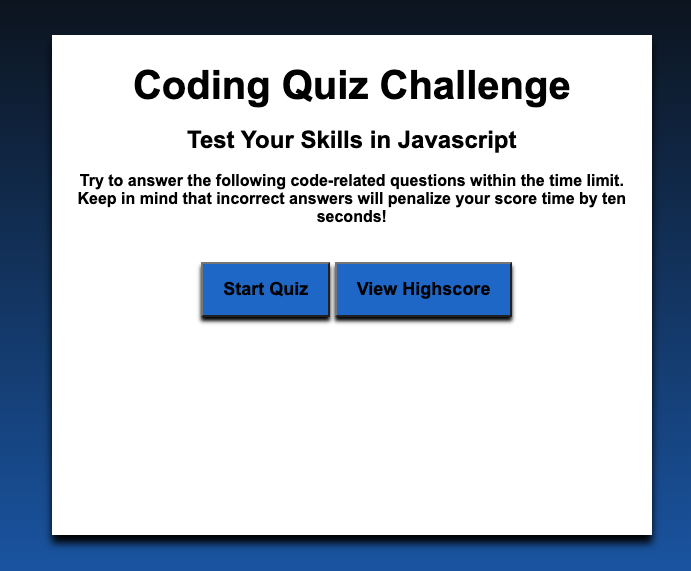 Coding Quiz Challenge
Test Your Skills in Javascript
Try to answer the following code-related questions within the time limit.
Keep in mind that incorrect answers will penalize your score time by ten
seconds!
Start Quiz
View Highscore